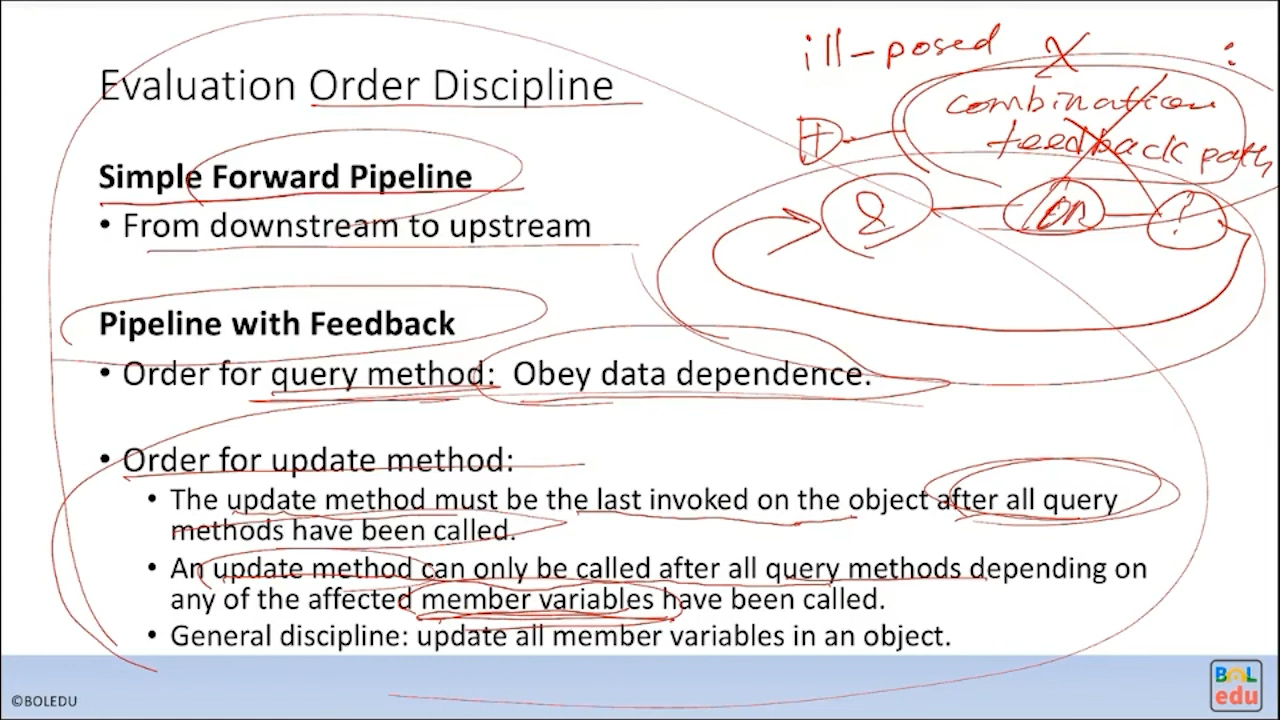 ill-posed
Evaluation Order Discipline
combination
feedback path
Simple Forward Pipeline
• From downstream to upstream
& OR !
Pipeline with Feedback
• Order for query method: Obey data dependence.
• Order for update method:
• The update method must be the last invoked on the object after all query
methods have been called.
• An update method can only be called after all query methods depending on
any of the affected member variables have been called.
• General discipline: update all member variables in an object.
©BOLEDU
BOL
edu